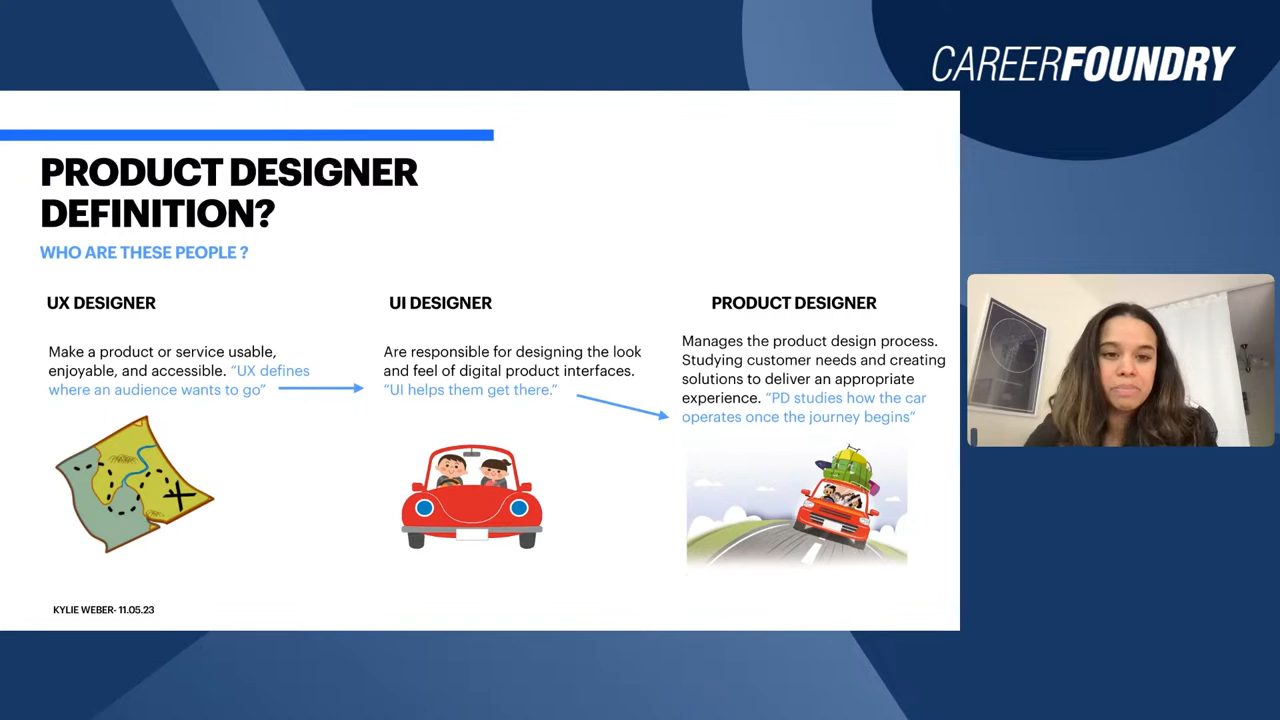 CAREERFOUNDRY
PRODUCT DESIGNER
DEFINITION?
WHO ARE THESE PEOPLE ?
UX DESIGNER
Make a product or service usable,
enjoyable, and accessible. “UX defines
where an audience wants to go”
UI DESIGNER
Are responsible for designing the look
and feel of digital product interfaces.
“UI helps them get there.”
PRODUCT DESIGNER
Manages the product design process.
Studying customer needs and creating
solutions to deliver an appropriate
experience. “PD studies how the car
operates once the journey begins”
KYLIE WEBER- 11.05.23